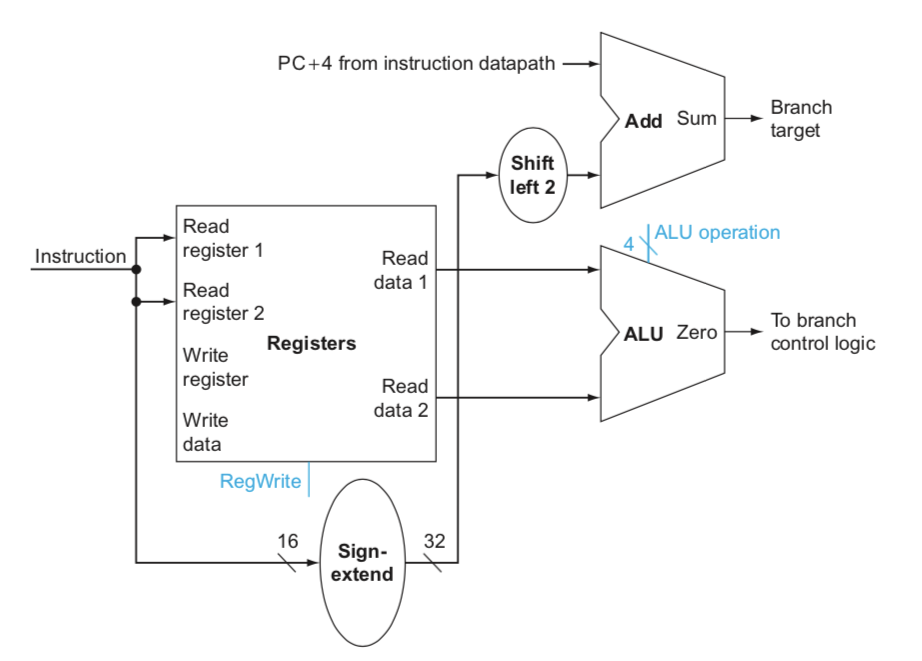 PC+4 from instruction datapath
Add Sum
Branch
target
Shift
left 2
Instruction
Read
register 1
Read
register 2
Write
register
Write
data
Registers
Read
data 1
Read
data 2
RegWrite
4
ALU operation
ALU Zero
To branch
control logic
16
Sign-
extend
32